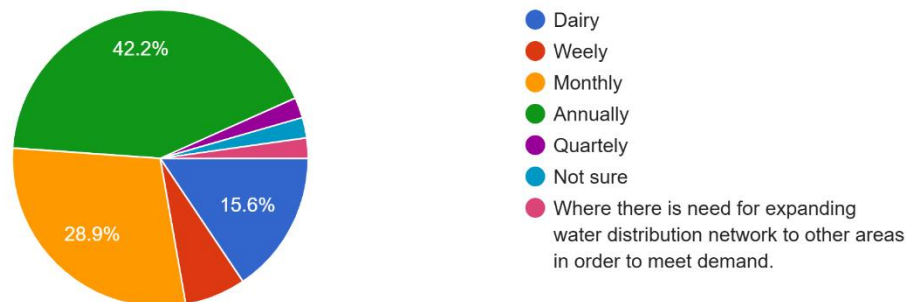 42.2%
28.9%
15.6%
Dairy
Weely
Monthly
Annually
Quartely
Not sure
Where there is need for expanding
water distribution network to other areas
in order to meet demand.